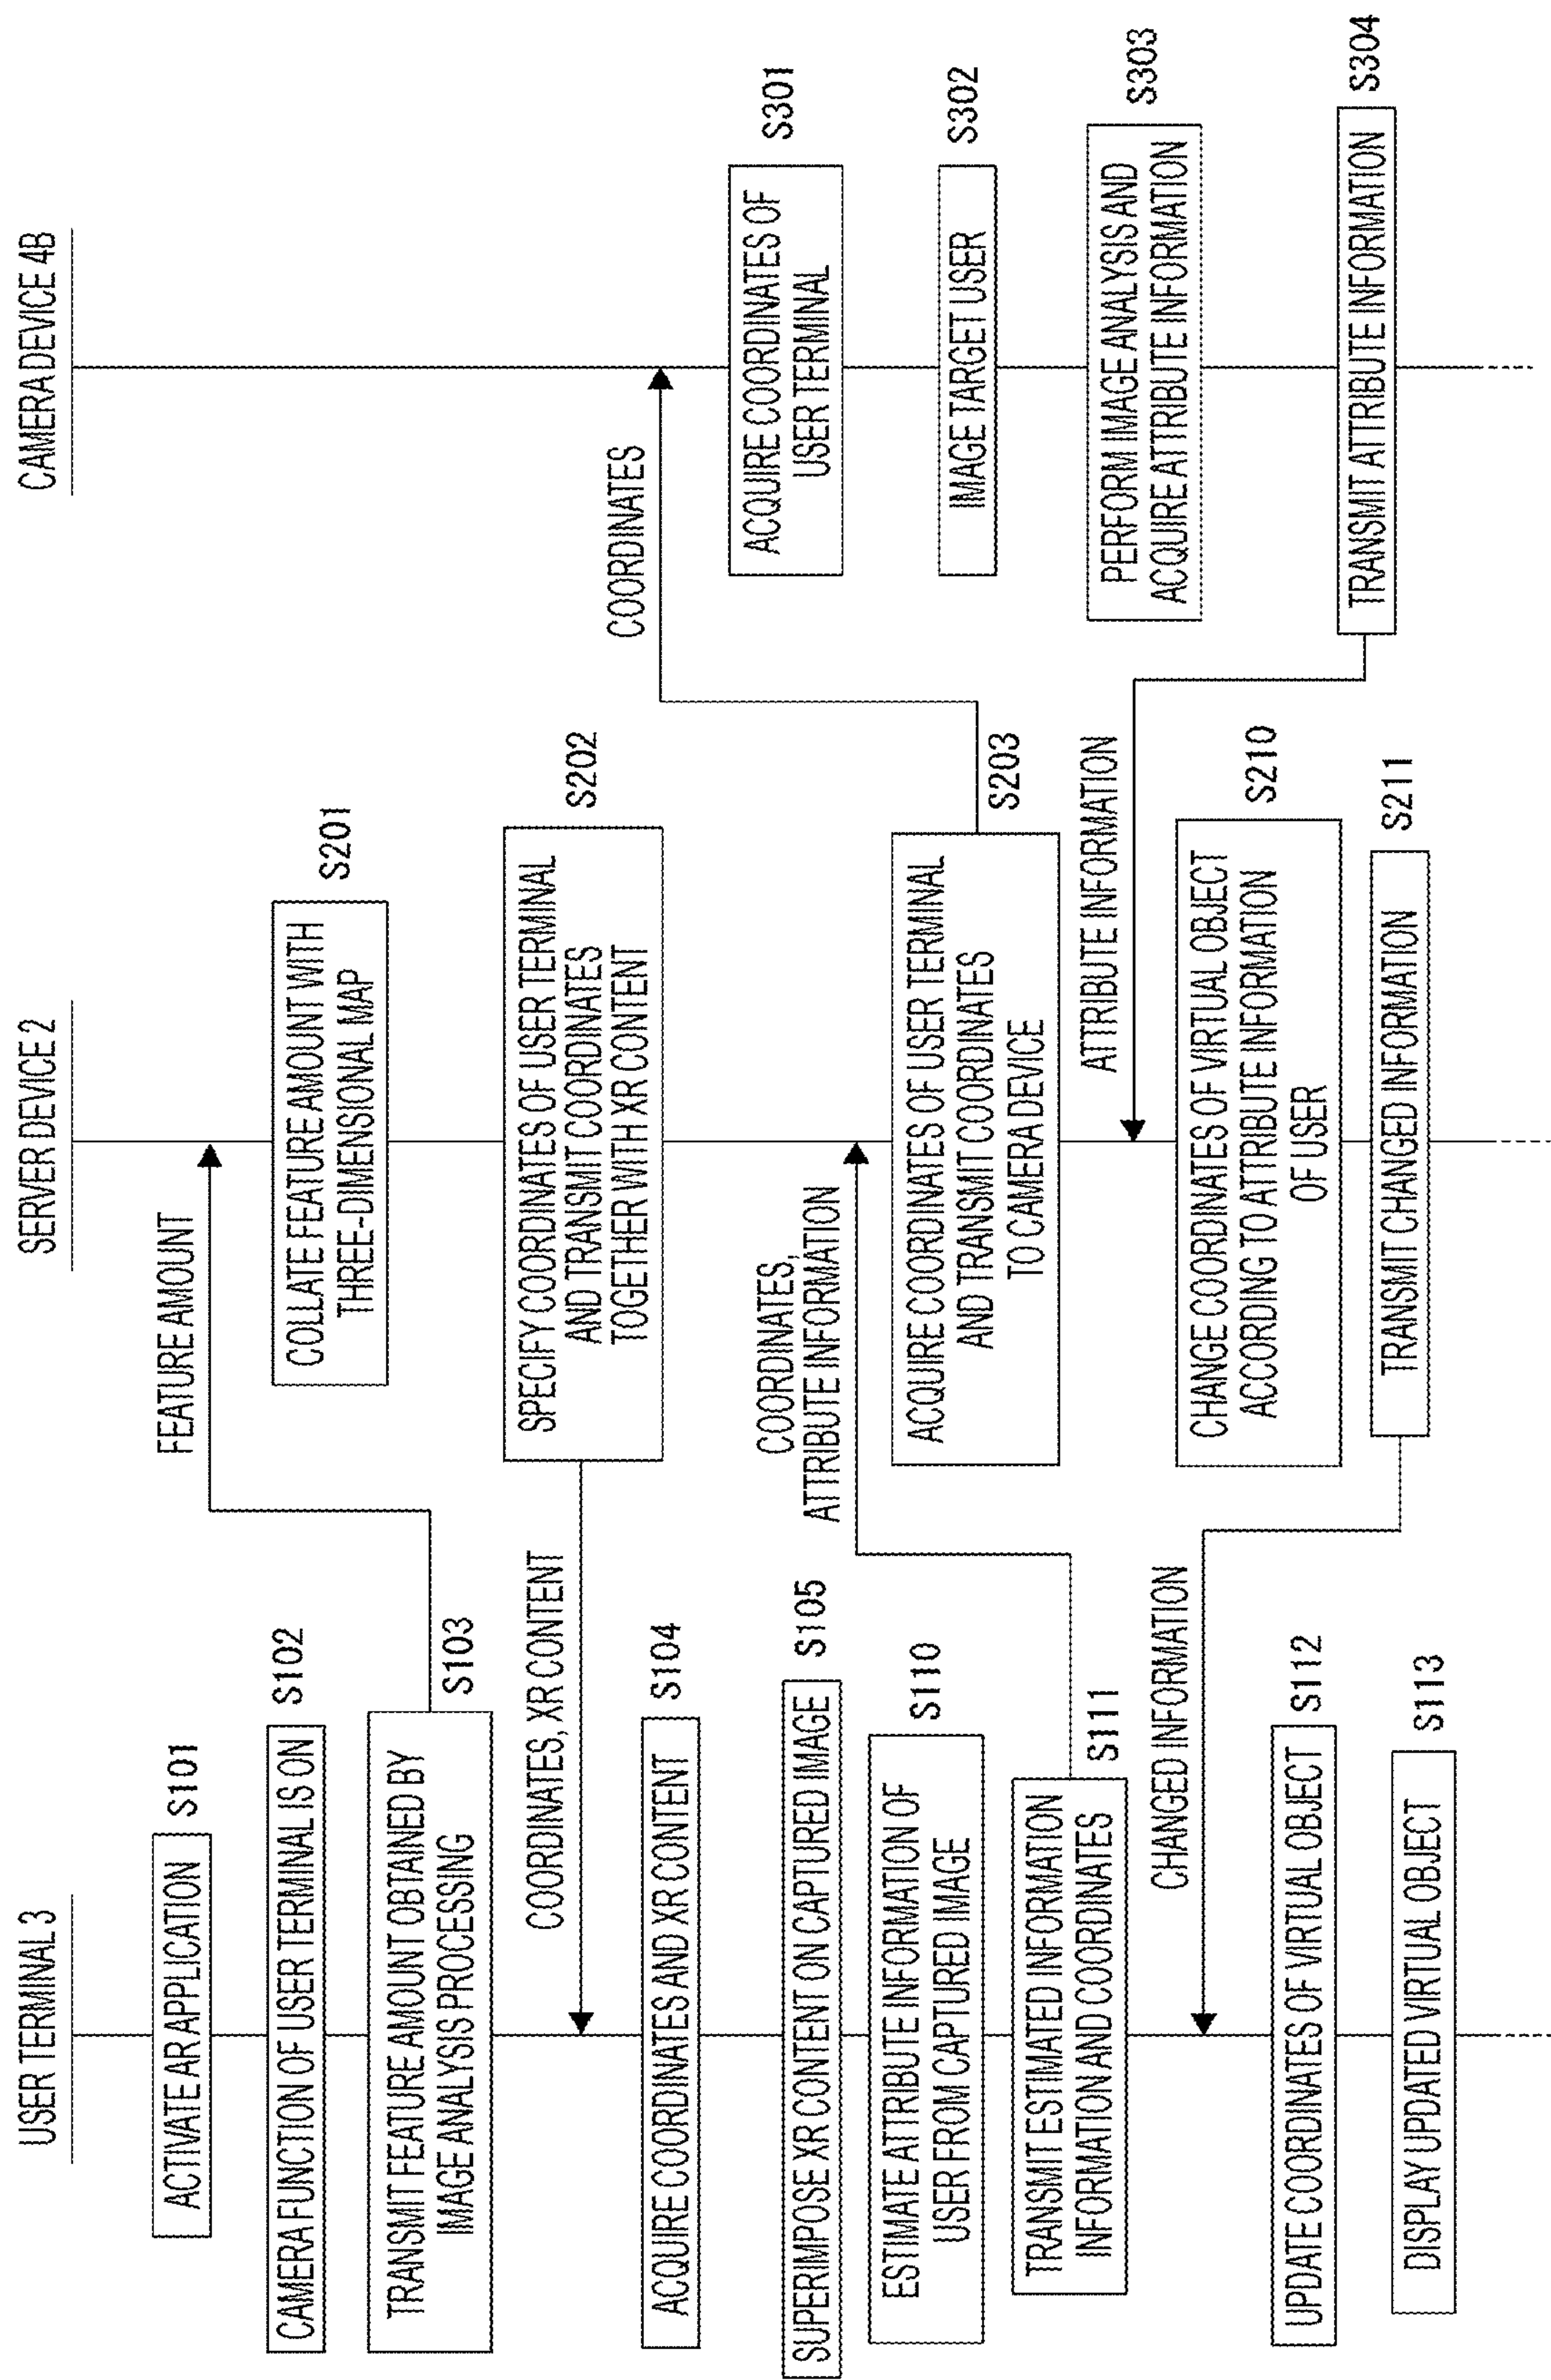 USER TERMINAL 3
ACTIVATE AR APPLICATION
S101
CAMERA FUNCTION OF USER TERMINAL IS ON
S102
TRANSMIT FEATURE AMOUNT OBTAINED BY
IMAGE ANALYSIS PROCESSING
S103
COORDINATES, XR CONTENT
ACQUIRE COORDINATES AND XR CONTENT
S104
SUPERIMPOSE XR CONTENT ON CAPTURED IMAGE
S105
ESTIMATE ATTRIBUTE INFORMATION OF
USER FROM CAPTURED IMAGE
S110
TRANSMIT ESTIMATED INFORMATION
INFORMATION AND COORDINATES
S111
CHANGED INFORMATION
UPDATE COORDINATES OF VIRTUAL OBJECT
S112
DISPLAY UPDATED VIRTUAL OBJECT
S113
SERVER DEVICE 2
FEATURE AMOUNT
COLLATE FEATURE AMOUNT WITH
THREE-DIMENSIONAL MAP
S201
SPECIFY COORDINATES OF USER TERMINAL
AND TRANSMIT COORDINATES
TOGETHER WITH XR CONTENT
S202
COORDINATES,
ATTRIBUTE INFORMATION
ACQUIRE COORDINATES OF USER TERMINAL
AND TRANSMIT COORDINATES
TO CAMERA DEVICE
S203
ATTRIBUTE INFORMATION
CHANGE COORDINATES OF VIRTUAL OBJECT
ACCORDING TO ATTRIBUTE INFORMATION
OF USER
S210
TRANSMIT CHANGED INFORMATION
S211
CAMERA DEVICE 4B
COORDINATES
ACQUIRE COORDINATES OF
USER TERMINAL
S301
IMAGE TARGET USER
S302
PERFORM IMAGE ANALYSIS AND
ACQUIRE ATTRIBUTE INFORMATION
S303
TRANSMIT ATTRIBUTE INFORMATION
S304